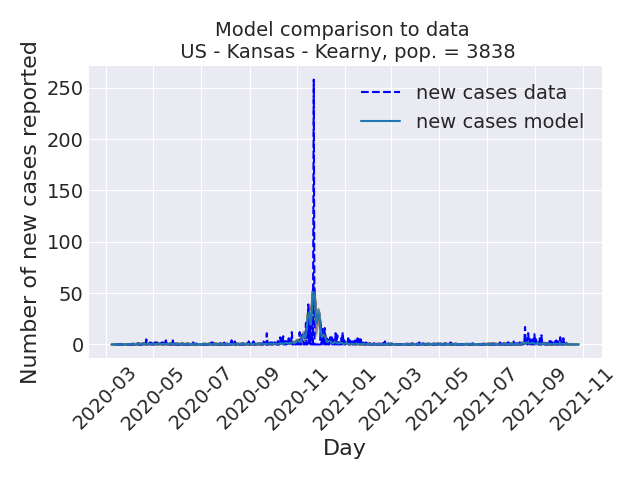 Model comparison to data
US - Kansas - Kearny, pop. = 3838
Number of new cases reported
250
200
150
100
50
0
new cases data
new cases model
2020-03
2020-05
2020-07
2020-09
2020-11
2021-01
2021-03
2021-05
2021-07
2021-09
2021-11
Day